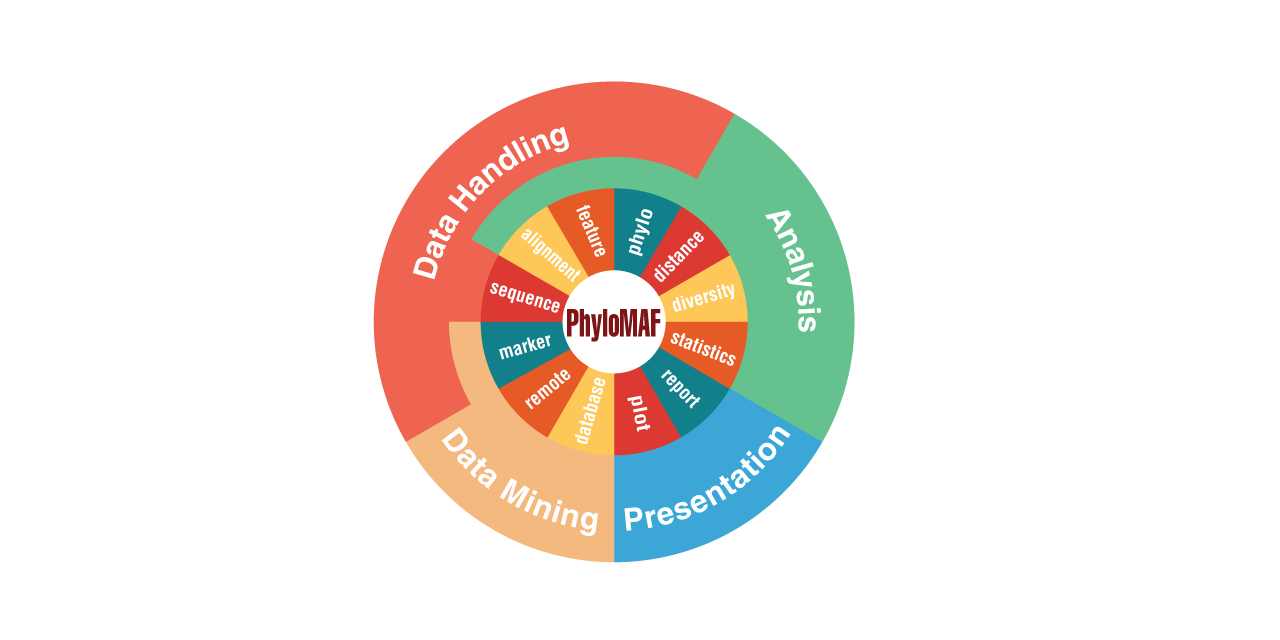 Data Handling
Analysis
Presentation
Data Mining
feature
phylo
distance
diversity
statistics
report
plot
database
remote
marker
sequence
alignment
PhyloMAF